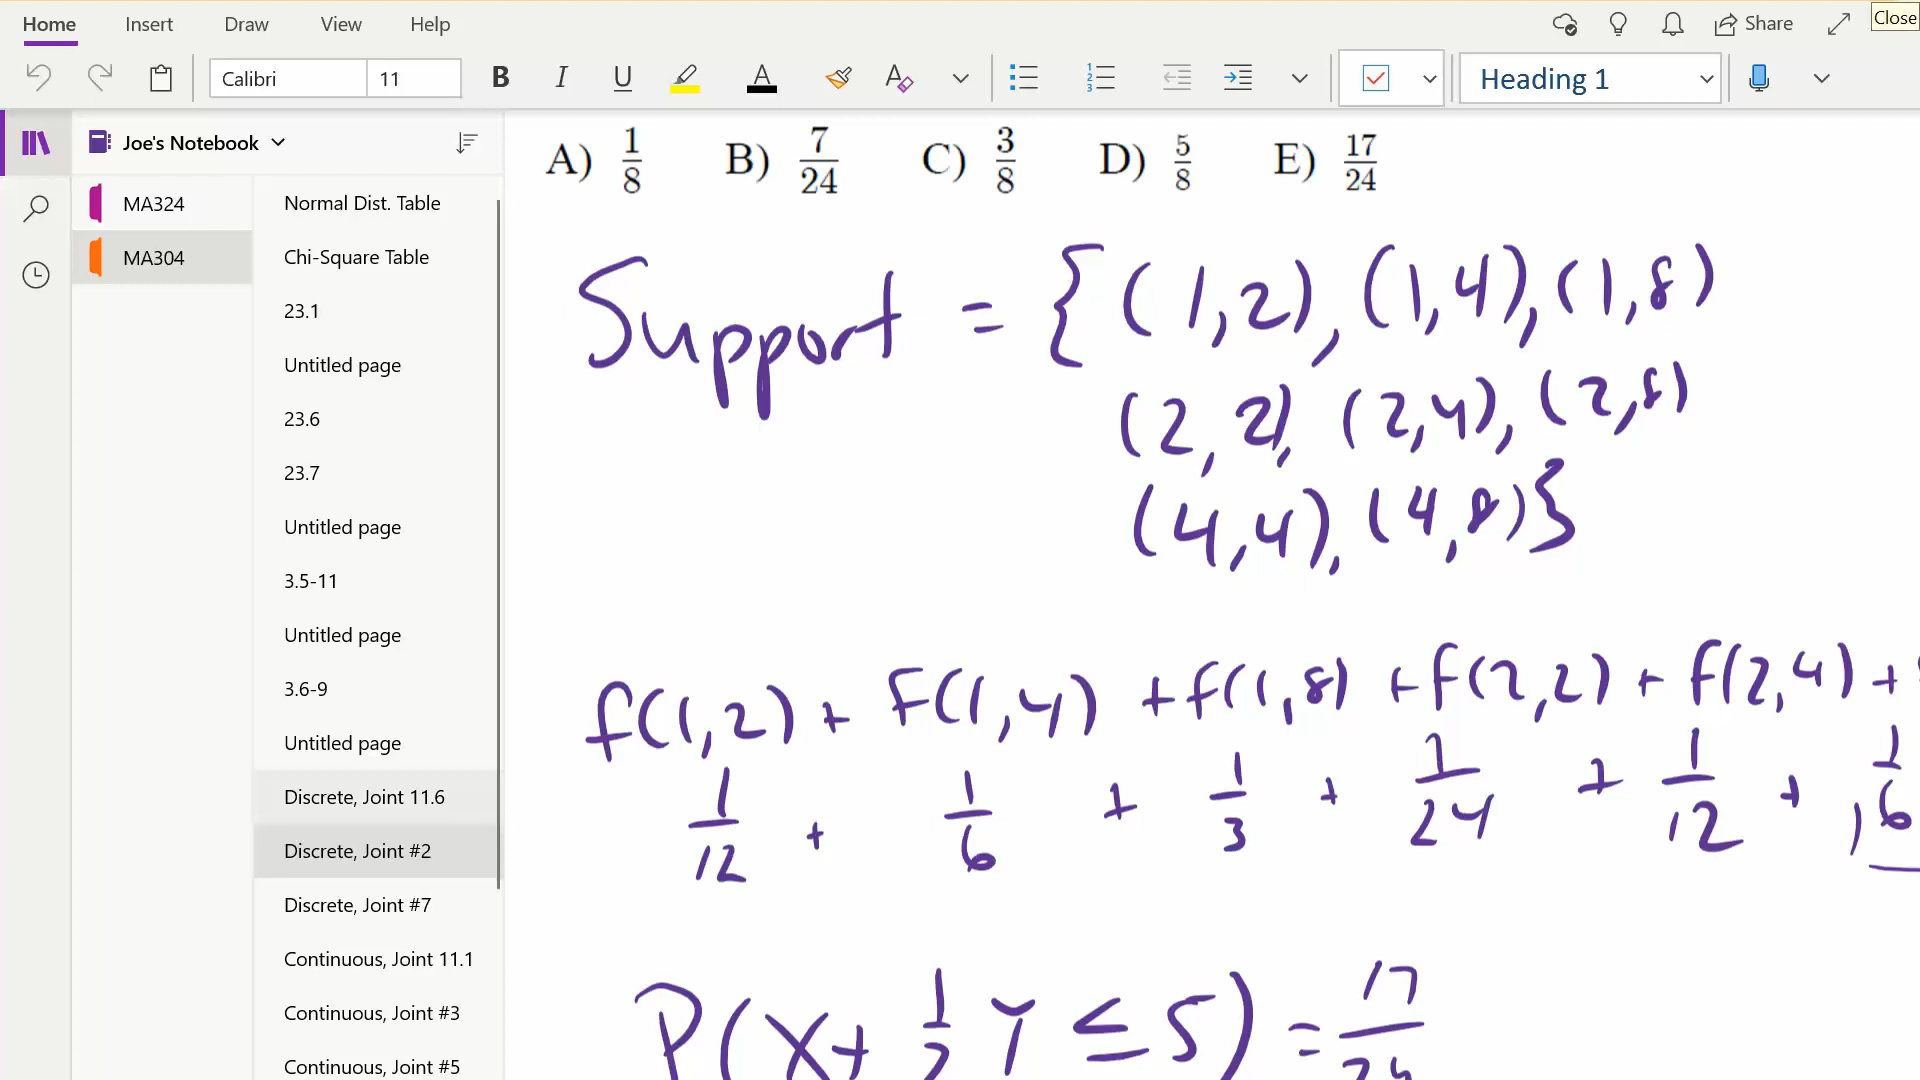 Home Insert Draw View Help Share Close
Calibri 11 B I U A A Heading 1
Joe's Notebook
MA324
MA304
Normal Dist. Table
Chi-Square Table
23.1
Untitled page
23.6
23.7
Untitled page
3.5-11
Untitled page
3.6-9
Untitled page
Discrete, Joint 11.6
Discrete, Joint #2
Discrete, Joint #7
Continuous, Joint 11.1
Continuous, Joint #3
Continuous, Joint #5
A) 1/8 B) 7/24 C) 3/8 D) 5/8 E) 17/24
Support = {(1,2), (1,4), (1,8)
(2,2), (2,4), (2,8)
(4,4), (4,8)}
f(1,2) + f(1,4) + f(1,8) + f(2,2) + f(2,4) +
1/12 + 1/6 + 1/3 + 1/24 + 1/12 + 1/6
P(X + 1/2 Y ≤ 5) = 17/24